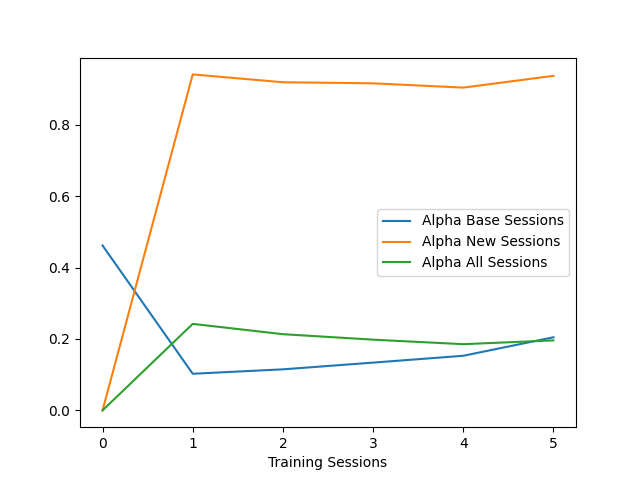 0.8
0.6
0.4
0.2
0.0
Alpha Base Sessions
Alpha New Sessions
Alpha All Sessions
0 1 2 3 4 5
Training Sessions